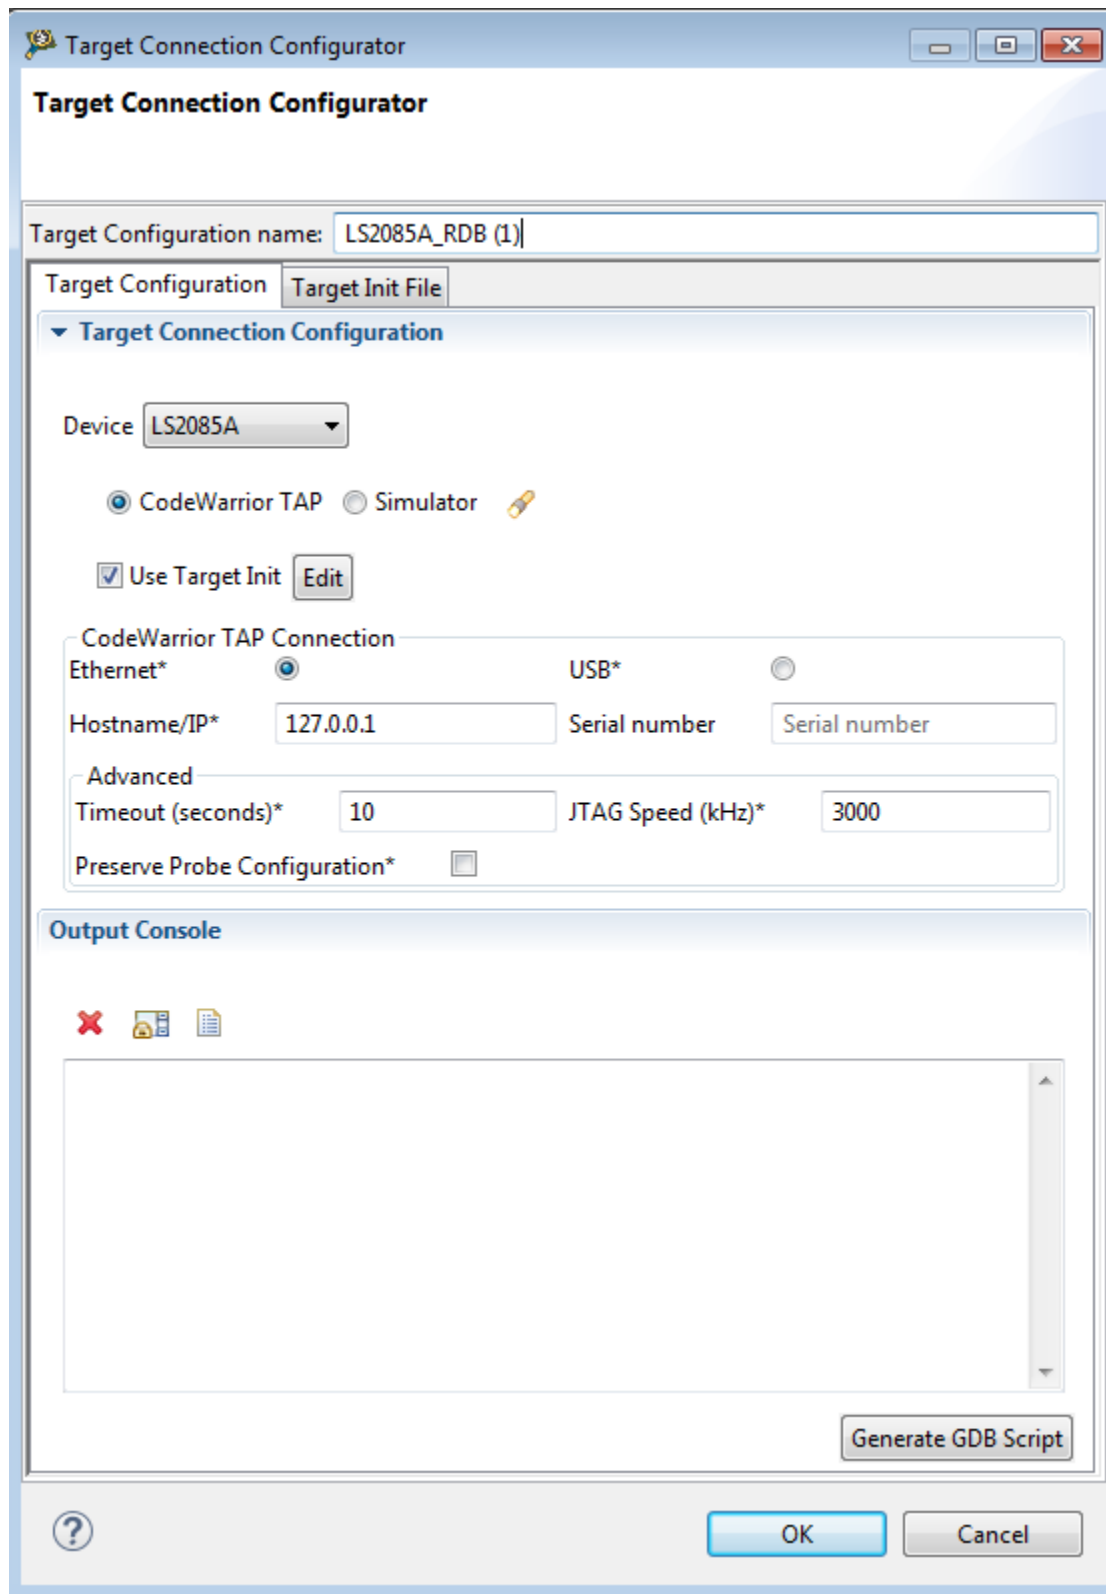 Target Connection Configurator
Target Connection Configurator
Target Configuration name: LS2085A_RDB (1)
Target Configuration Target Init File
Target Connection Configuration
Device LS2085A
CodeWarrior TAP Simulator
Use Target Init Edit
CodeWarrior TAP Connection
Ethernet* USB*
Hostname/IP* 127.0.0.1 Serial number Serial number
Advanced
Timeout (seconds)* 10 JTAG Speed (kHz)* 3000
Preserve Probe Configuration*
Output Console
Generate GDB Script
? OK Cancel